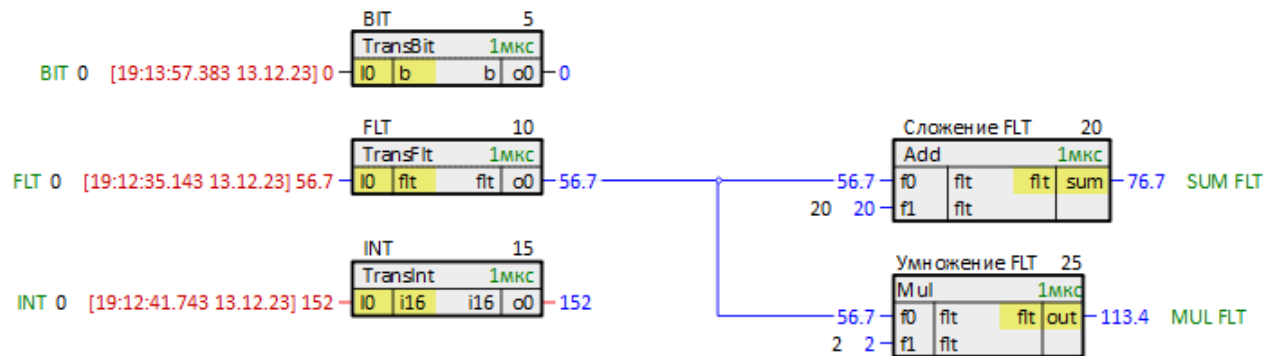 BIT 5
TransBit 1мкс
BIT 0 [19:13:57.383 13.12.23] 0 I0 b b o0 0
FLT 10
TransFlt 1мкс
FLT 0 [19:12:35.143 13.12.23] 56.7 I0 flt flt o0 56.7
INT 15
TransInt 1мкс
INT 0 [19:12:41.743 13.12.23] 152 I0 i16 i16 o0 152
Сложение FLT 20
Add 1мкс
56.7 f0 flt flt sum 76.7 SUM FLT
20 20 f1 flt
Умножение FLT 25
Mul 1мкс
56.7 f0 flt flt out 113.4 MUL FLT
2 2 f1 flt